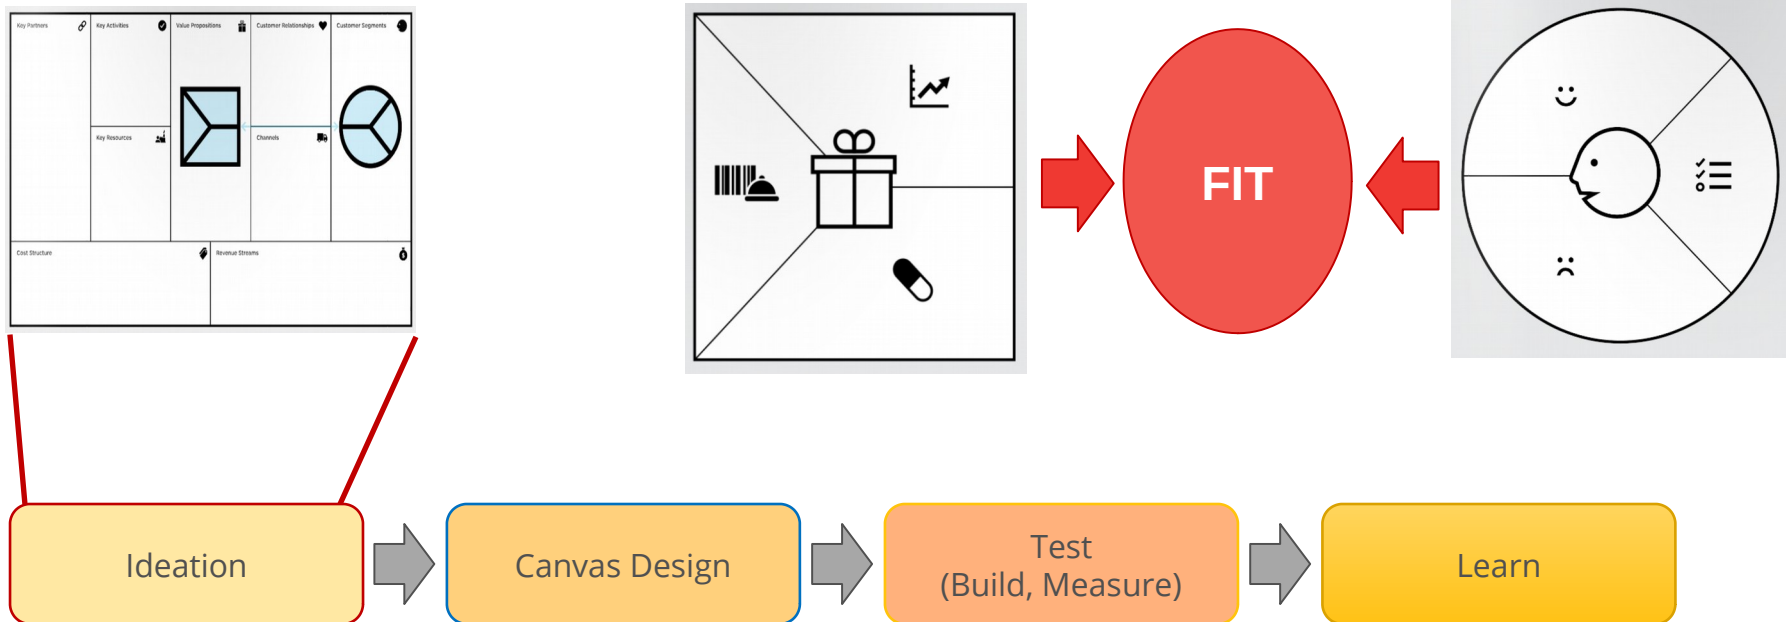 Key Partners
Key Activities
Value Propositions
Customer Relationships
Customer Segments
Key Resources
Channels
Cost Structure
Revenue Streams
FIT
Ideation
Canvas Design
Test
(Build, Measure)
Learn